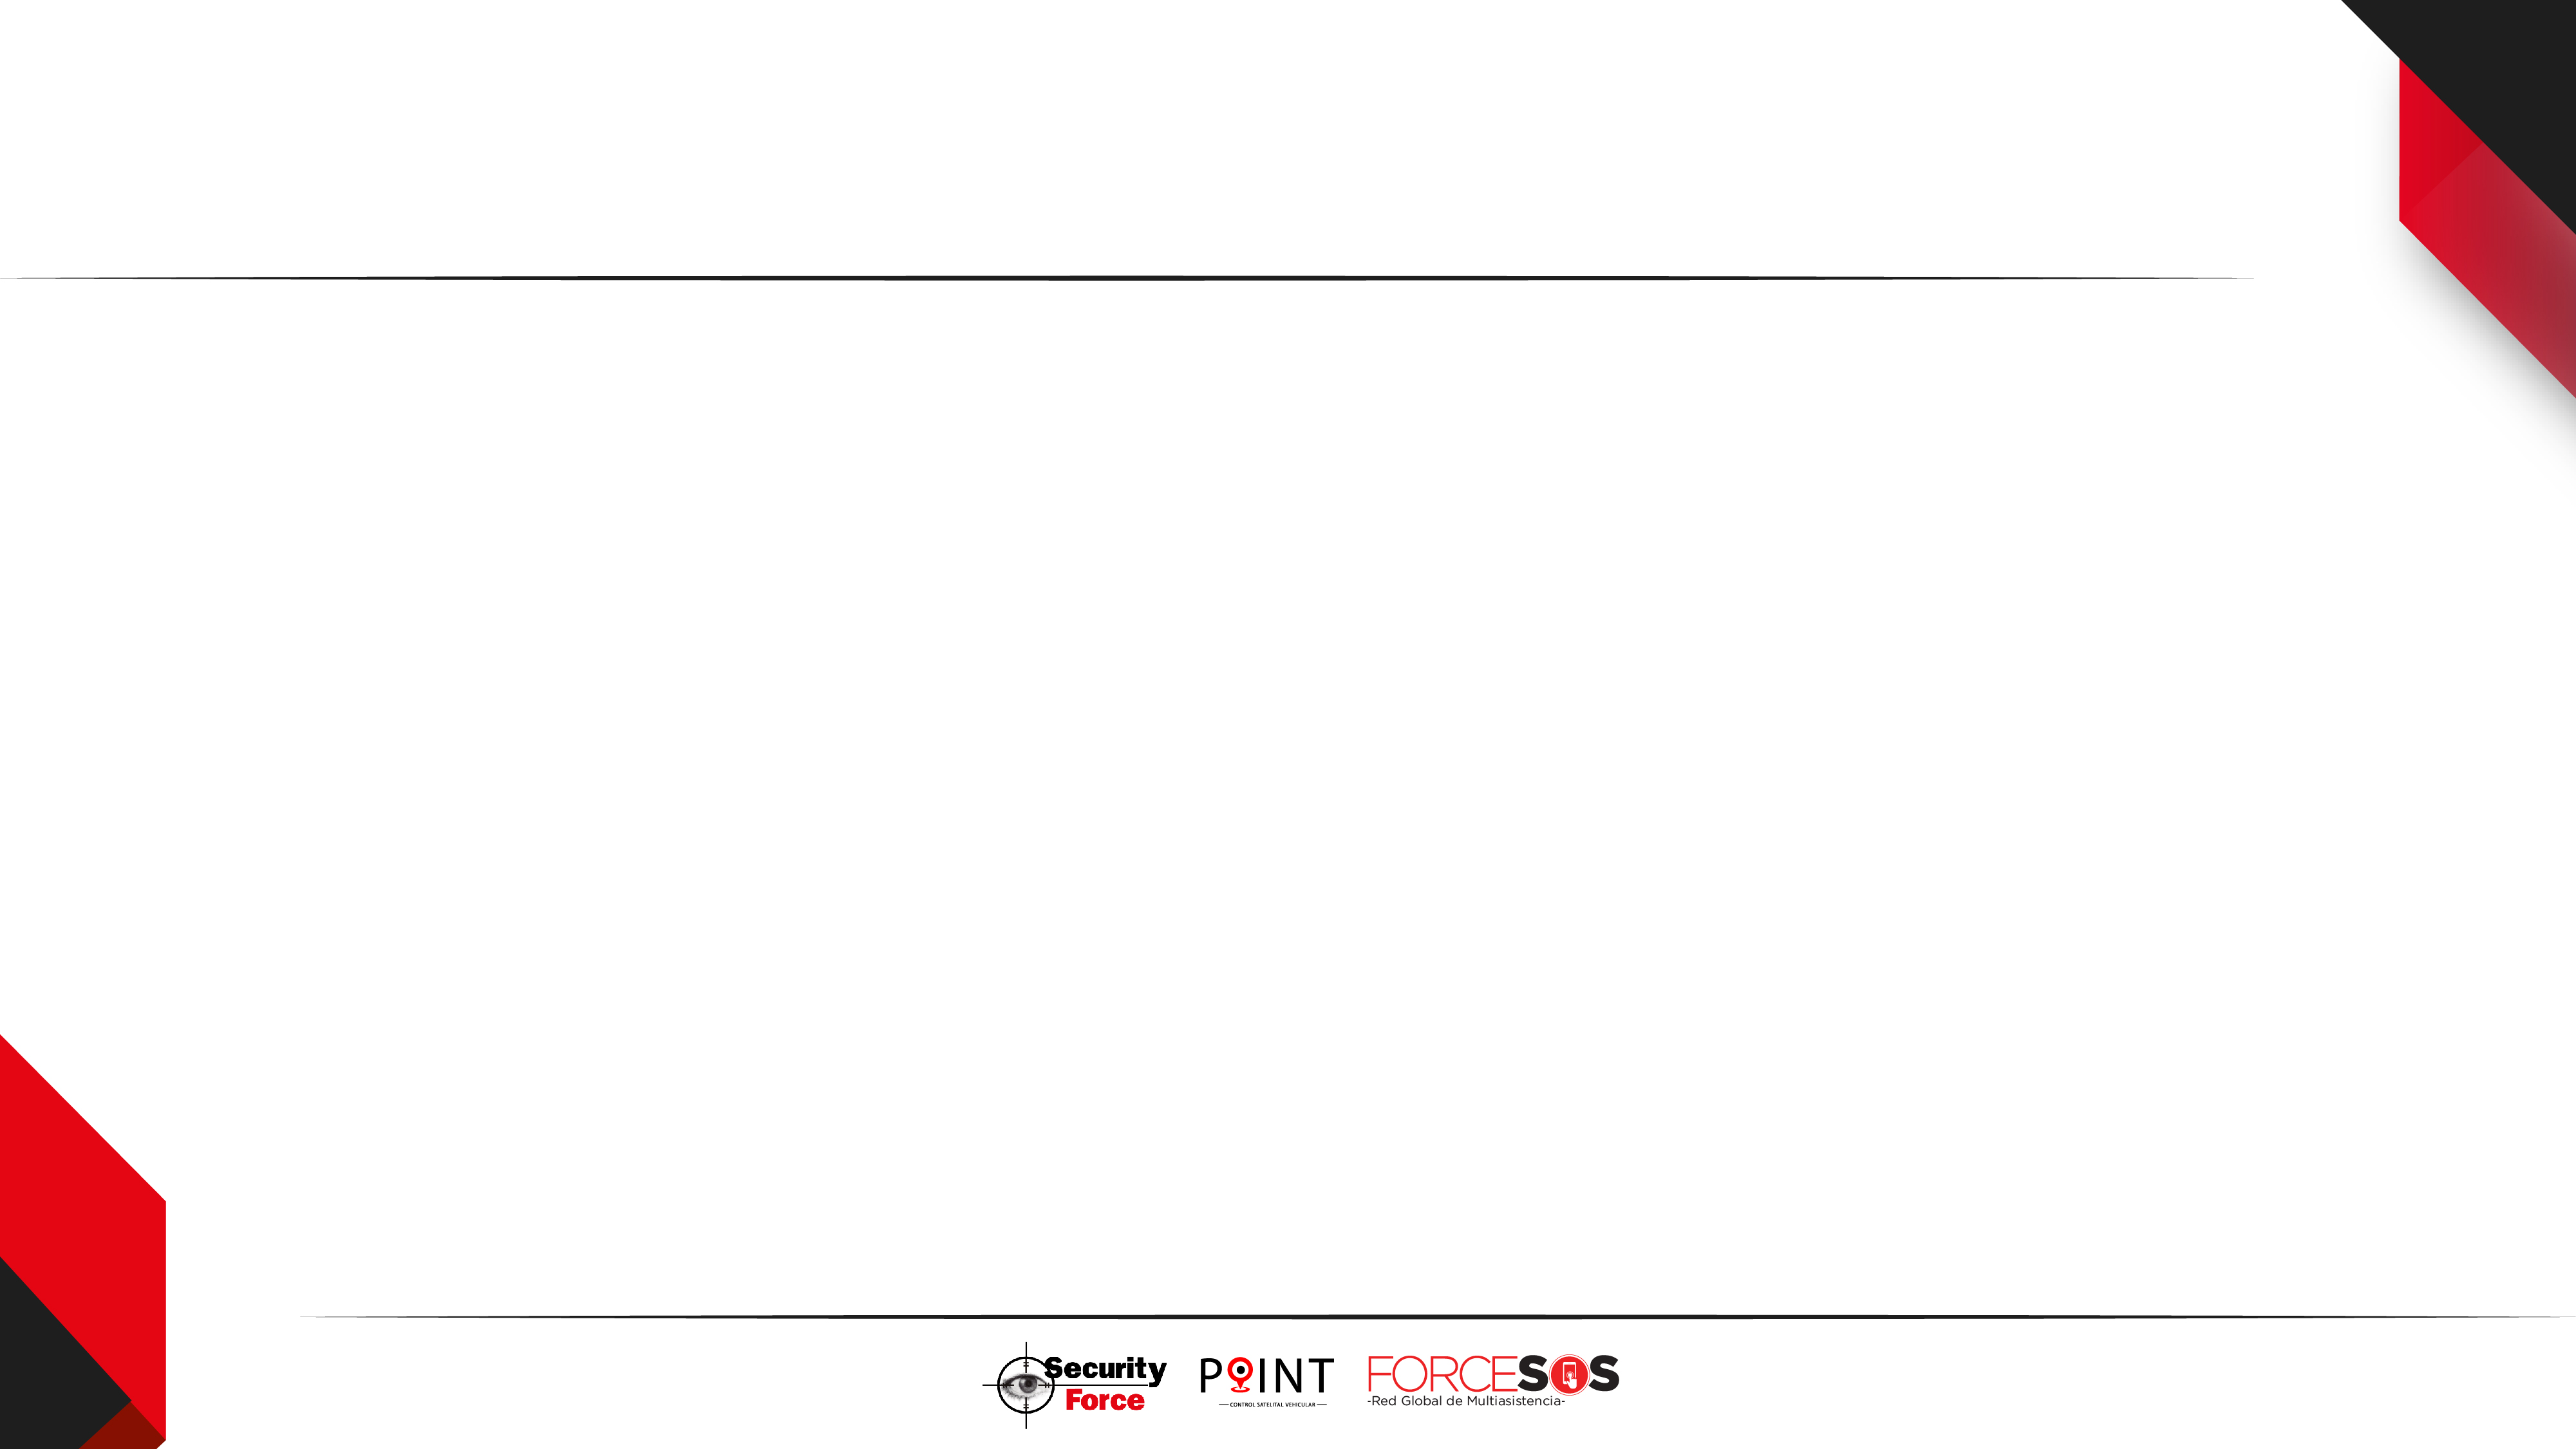 Security
Force
POINT
CONTROL SATELITAL VEHICULAR
FORCESOS
-Red Global de Multiasistencia-